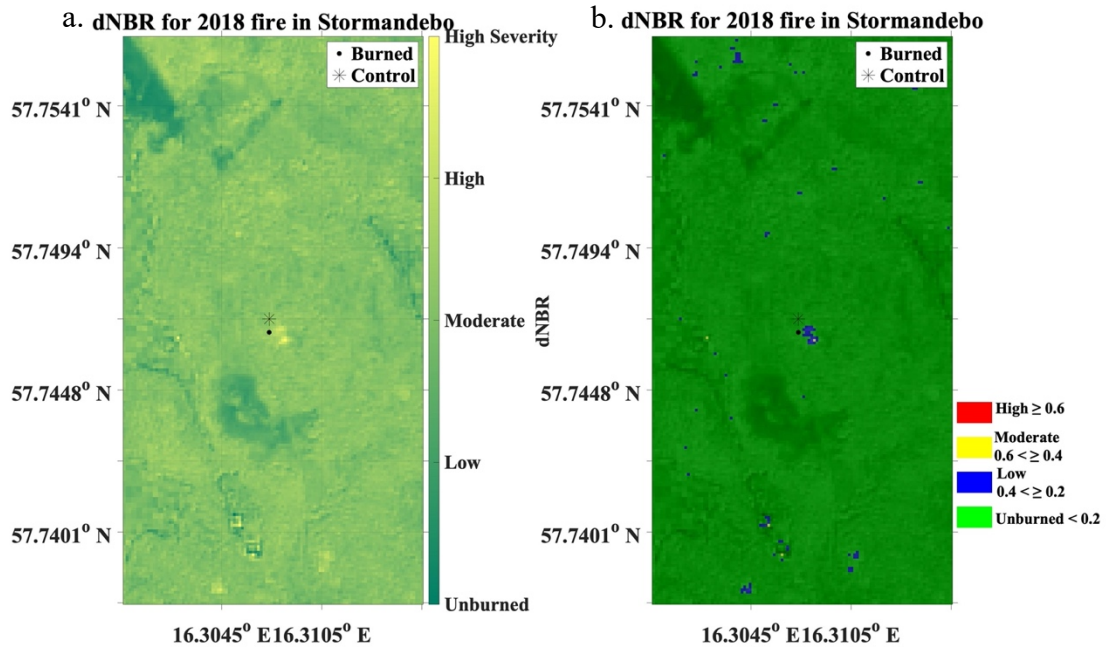 a.
dNBR for 2018 fire in Stormandebo
Burned
Control
57.7541° N
57.7494° N
57.7448° N
57.7401° N
16.3045° E16.3105° E
High Severity
High
Moderate
Low
Unburned
dNBR
b.
dNBR for 2018 fire in Stormandebo
Burned
Control
57.7541° N
57.7494° N
57.7448° N
57.7401° N
16.3045° E16.3105° E
High ≥ 0.6
Moderate
0.6 < ≥ 0.4
Low
0.4 < ≥ 0.2
Unburned < 0.2